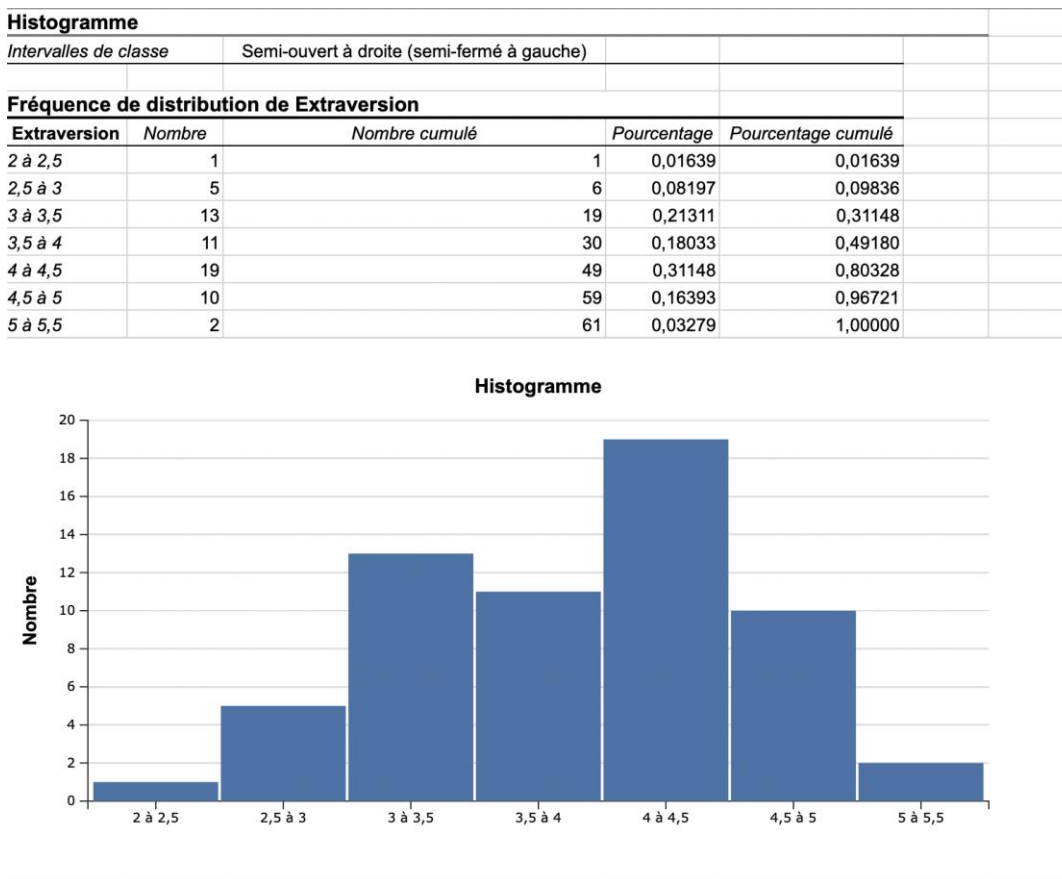 Histogramme
Intervalles de classe Semi-ouvert à droite (semi-fermé à gauche)
Fréquence de distribution de Extraversion
Extraversion Nombre Nombre cumulé Pourcentage Pourcentage cumulé
2 à 2,5 1 1 0,01639 0,01639
2,5 à 3 5 6 0,08197 0,09836
3 à 3,5 13 19 0,21311 0,31148
3,5 à 4 11 30 0,18033 0,49180
4 à 4,5 19 49 0,31148 0,80328
4,5 à 5 10 59 0,16393 0,96721
5 à 5,5 2 61 0,03279 1,00000
Histogramme
20
18
16
14
12
10
8
6
4
2
0
Nombre
2 à 2,5 2,5 à 3 3 à 3,5 3,5 à 4 4 à 4,5 4,5 à 5 5 à 5,5